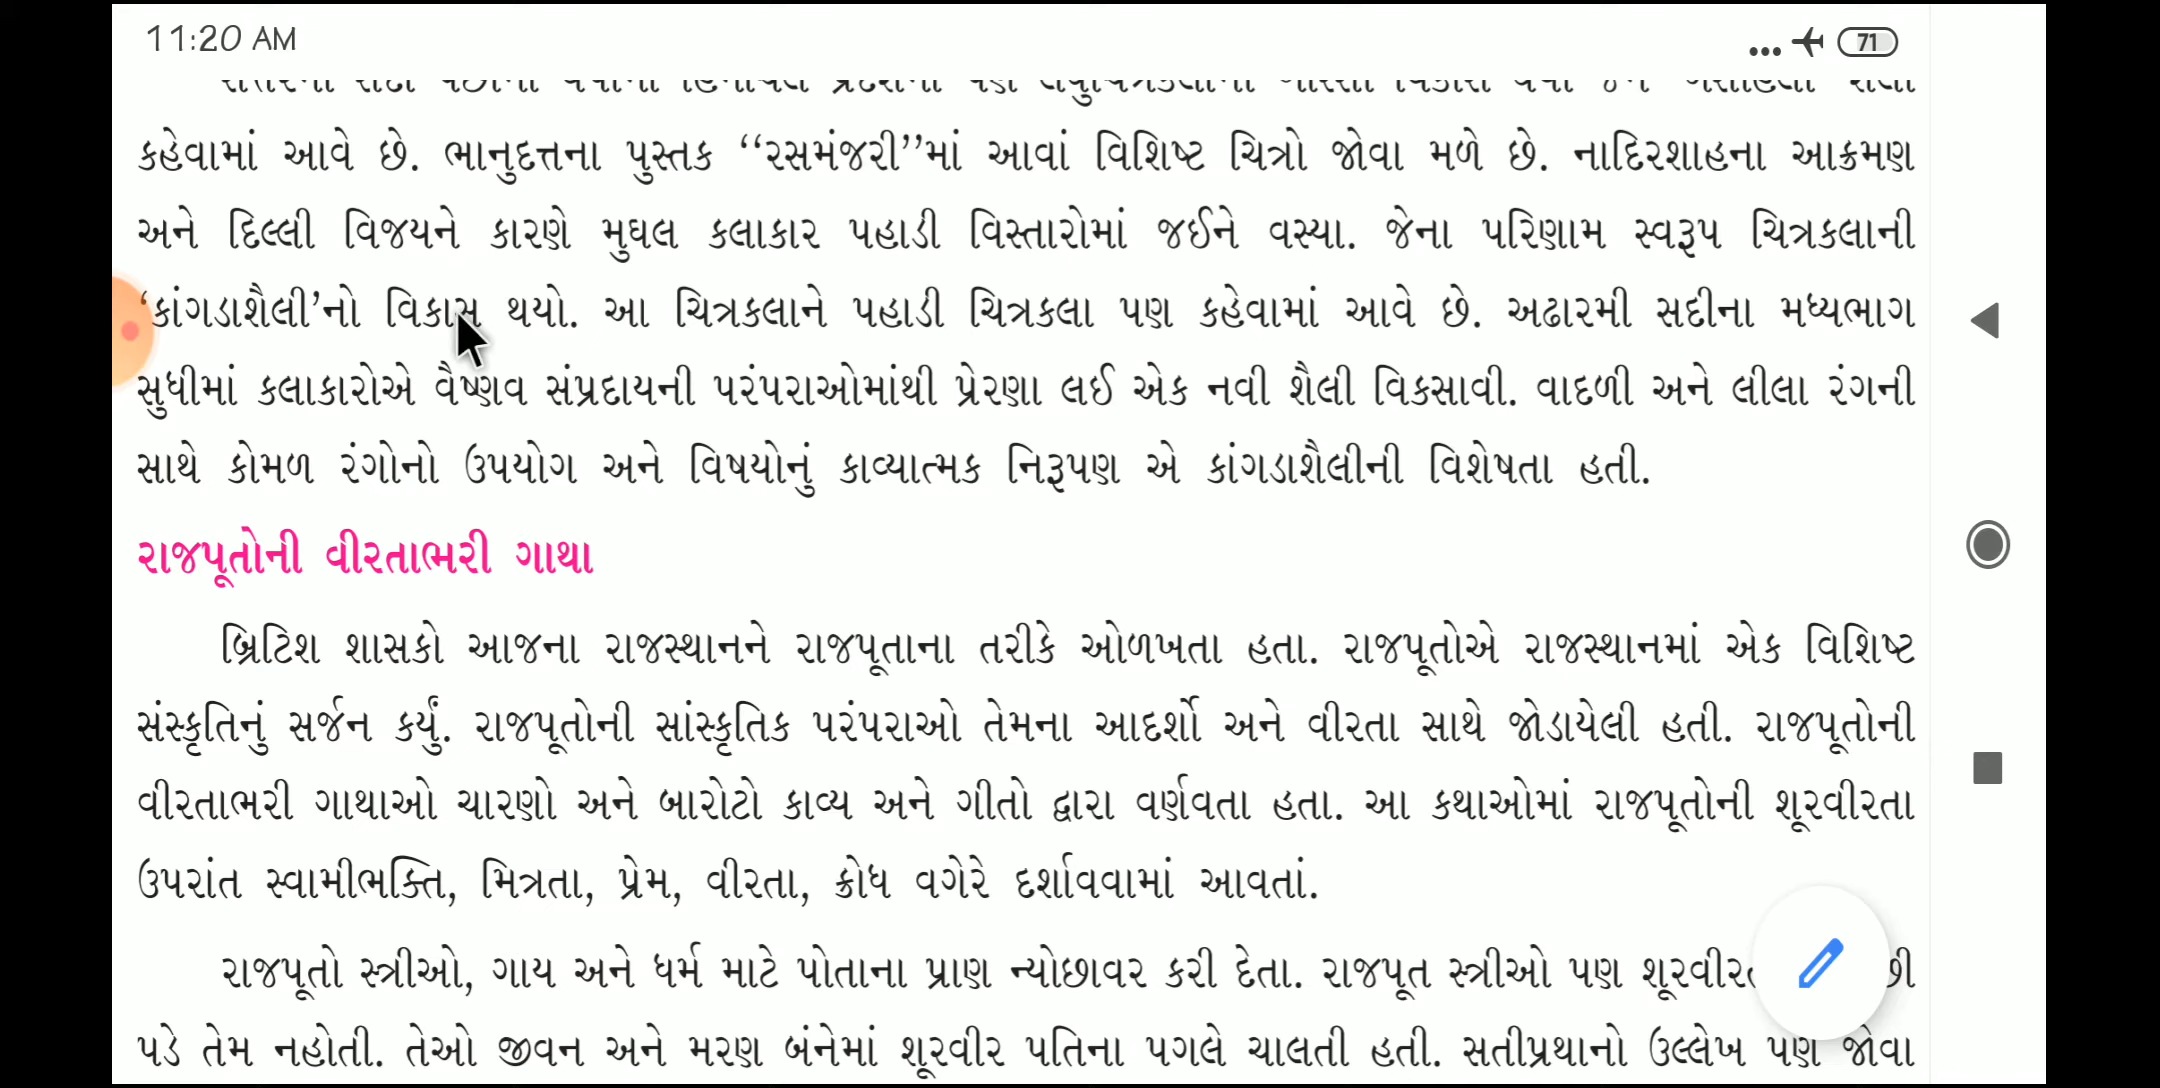 11:20 AM
71
કહેવામાં આવે છે. ભાનુદત્તના પુસ્તક ‘‘રસમંજરી’’માં આવાં વિશિષ્ટ ચિત્રો જોવા મળે છે. નાદિરશાહના આક્રમણ
અને દિલ્લી વિજયને કારણે મુઘલ કલાકાર પહાડી વિસ્તારોમાં જઈને વસ્યા. જેના પરિણામ સ્વરૂપ ચિત્રકલાની
‘કાંગડાશૈલી’નો વિકાસ થયો. આ ચિત્રકલાને પહાડી ચિત્રકલા પણ કહેવામાં આવે છે. અઢારમી સદીના મધ્યભાગ
સુધીમાં કલાકારોએ વૈષ્ણવ સંપ્રદાયની પરંપરાઓમાંથી પ્રેરણા લઈ એક નવી શૈલી વિકસાવી. વાદળી અને લીલા રંગની
સાથે કોમળ રંગોનો ઉપયોગ અને વિષયોનું કાવ્યાત્મક નિરૂપણ એ કાંગડાશૈલીની વિશેષતા હતી.
રાજપૂતોની વીરતાભરી ગાથા
બ્રિટિશ શાસકો આજના રાજસ્થાનને રાજપૂતાના તરીકે ઓળખતા હતા. રાજપૂતોએ રાજસ્થાનમાં એક વિશિષ્ટ
સંસ્કૃતિનું સર્જન કર્યું. રાજપૂતોની સાંસ્કૃતિક પરંપરાઓ તેમના આદર્શો અને વીરતા સાથે જોડાયેલી હતી. રાજપૂતોની
વીરતાભરી ગાથાઓ ચારણો અને બારોટો કાવ્ય અને ગીતો દ્વારા વર્ણવતા હતા. આ કથાઓમાં રાજપૂતોની શૂરવીરતા
ઉપરાંત સ્વામીભક્તિ, મિત્રતા, પ્રેમ, વીરતા, ક્રોધ વગેરે દર્શાવવામાં આવતાં.
રાજપૂતો સ્ત્રીઓ, ગાય અને ધર્મ માટે પોતાના પ્રાણ ન્યોછાવર કરી દેતા. રાજપૂત સ્ત્રીઓ પણ
પડે તેમ નહોતી. તેઓ જીવન અને મરણ બંનેમાં શૂરવીર પતિના પગલે ચાલતી હતી. સતીપ્રથાનો ઉલ્લેખ પણ જોવા